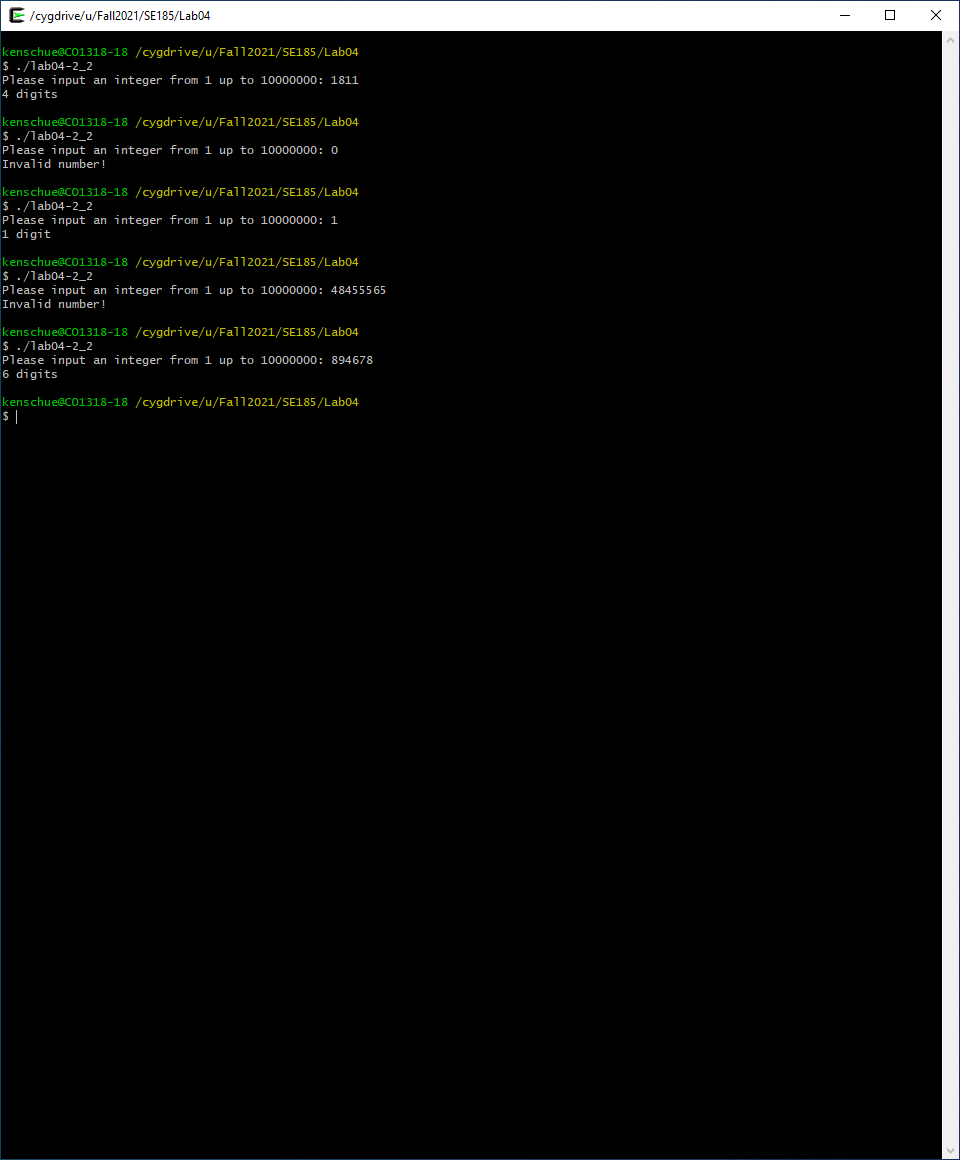 /cygdrive/u/Fall2021/SE185/Lab04
kenschue@CO1318-18 /cygdrive/u/Fall2021/SE185/Lab04
$ ./lab04-2_2
Please input an integer from 1 up to 10000000: 1811
4 digits
kenschue@CO1318-18 /cygdrive/u/Fall2021/SE185/Lab04
$ ./lab04-2_2
Please input an integer from 1 up to 10000000: 0
Invalid number!
kenschue@CO1318-18 /cygdrive/u/Fall2021/SE185/Lab04
$ ./lab04-2_2
Please input an integer from 1 up to 10000000: 1
1 digit
kenschue@CO1318-18 /cygdrive/u/Fall2021/SE185/Lab04
$ ./lab04-2_2
Please input an integer from 1 up to 10000000: 48455565
Invalid number!
kenschue@CO1318-18 /cygdrive/u/Fall2021/SE185/Lab04
$ ./lab04-2_2
Please input an integer from 1 up to 10000000: 894678
6 digits
kenschue@CO1318-18 /cygdrive/u/Fall2021/SE185/Lab04
$